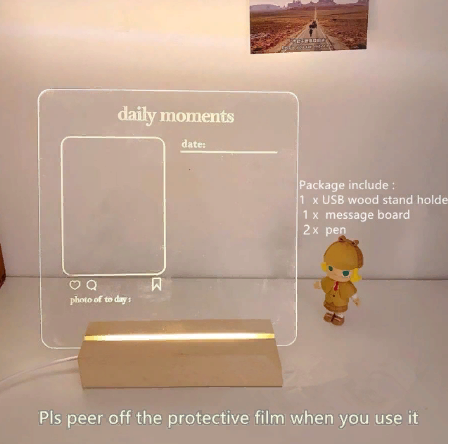 daily moments
date:
Package include :
1 x USB wood stand holde
1 x message board
2x pen
photo of to day :
Pls peer off the protective film when you use it